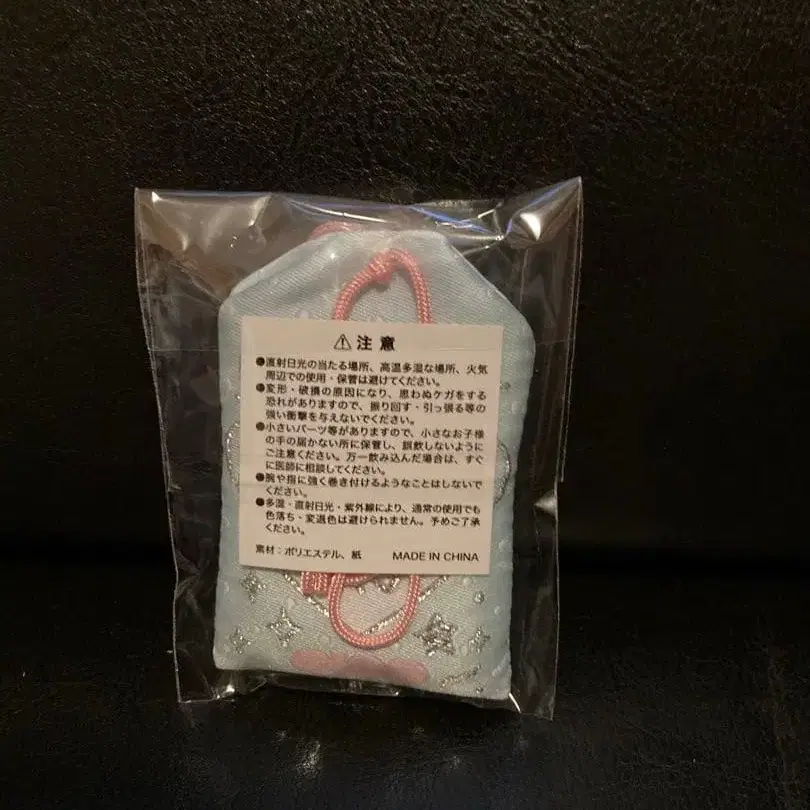 ⚠注意
●直射日光の当たる場所、高温多湿な場所、火気
周辺での使用・保管は避けてください。
●変形・破損の原因になり、思わぬケガをする
恐れがありますので、振り回す・引っ張る等の
強い衝撃を与えないでください。
●小さいパーツ等がありますので、小さなお子様
の手の届かない所に保管し、誤飲しないように
ご注意ください。万一飲み込んだ場合は、すぐ
に医師に相談してください。
●腕や指に強く巻き付けるようなことはしないで
ください。
●多湿・直射日光・紫外線により、通常の使用でも
色落ち・変退色は避けられません。予めご了承
ください。
素材：ポリエステル、紙 MADE IN CHINA